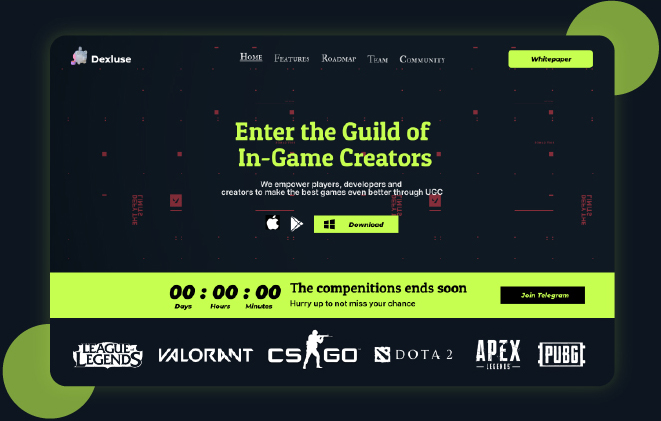 Dexluse
Home Features Roadmap Team Community
Whitepaper
Enter the Guild of
In-Game Creators
We empower players, developers and
creators to make the best games even better through UGC
Download
00 : 00 : 00
Days Hours Minutes
The compenitions ends soon
Hurry up to not miss your chance
Join Telegram
LEAGUE OF LEGENDS
VALORANT
CS GO
DOTA 2
APEX
LEGENDS
PUBG